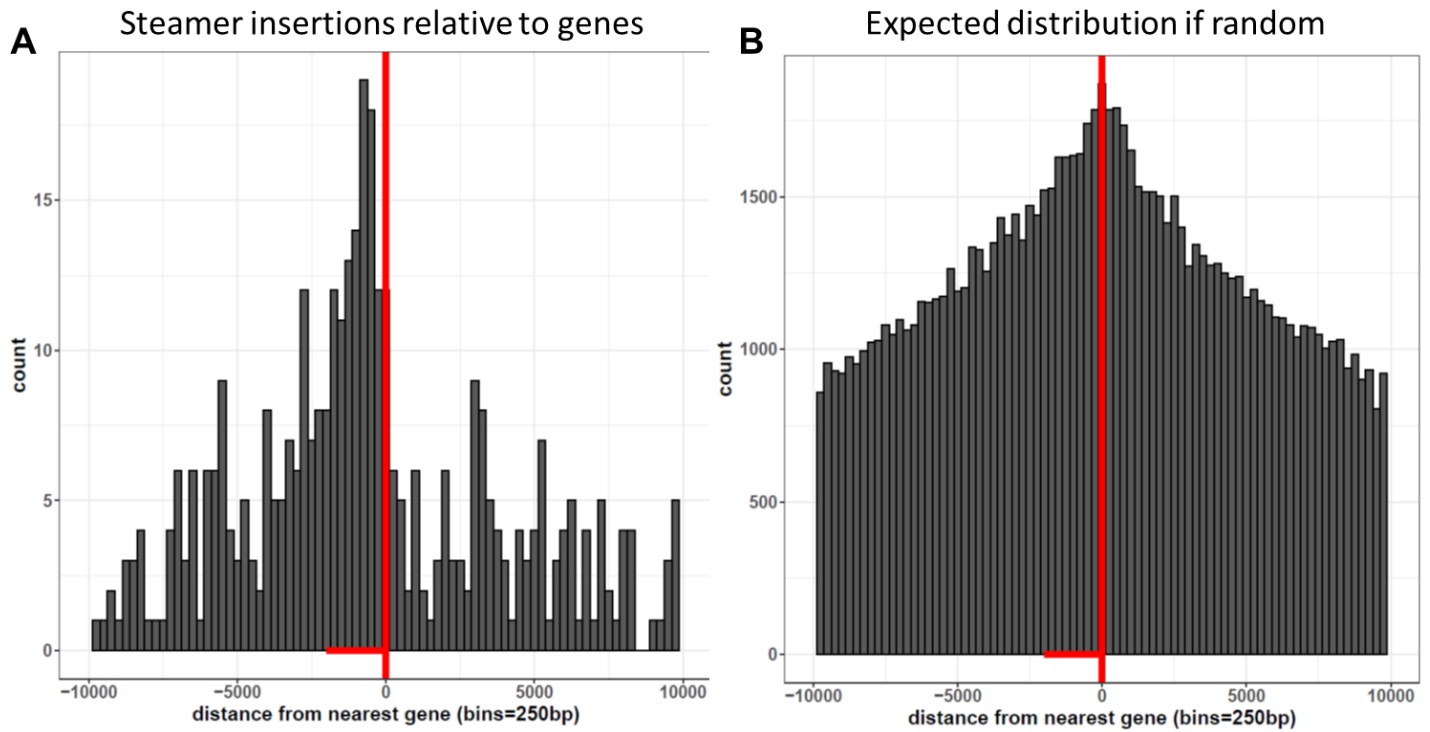 Steamer insertions relative to genes
A
15
10
5
0
count
−10000 −5000 0 5000 10000
distance from nearest gene (bins=250bp)
Expected distribution if random
B
1500
1000
500
0
count
−10000 −5000 0 5000 10000
distance from nearest gene (bins=250bp)